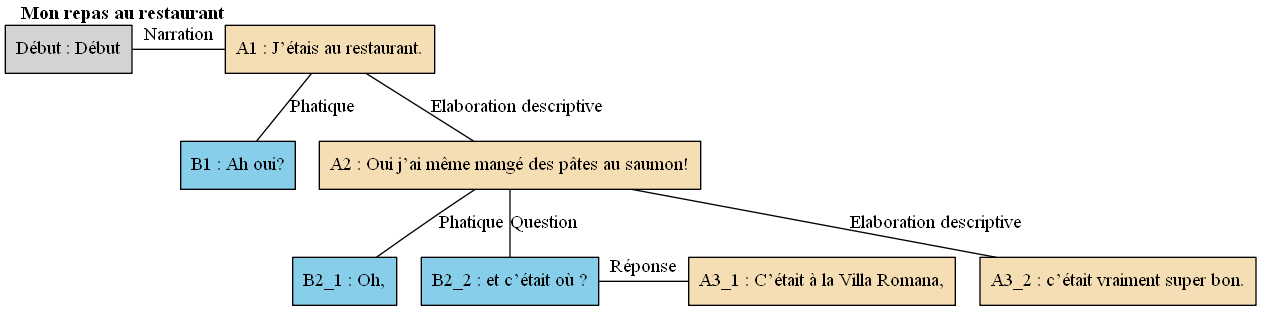 Mon repas au restaurant
Début : Début
Narration
A1 : J'étais au restaurant.
Phatique
Elaboration descriptive
B1 : Ah oui?
A2 : Oui j'ai même mangé des pâtes au saumon!
Phatique
Question
Elaboration descriptive
B2_1 : Oh,
B2_2 : et c'était où ?
Réponse
A3_1 : C'était à la Villa Romana,
A3_2 : c'était vraiment super bon.